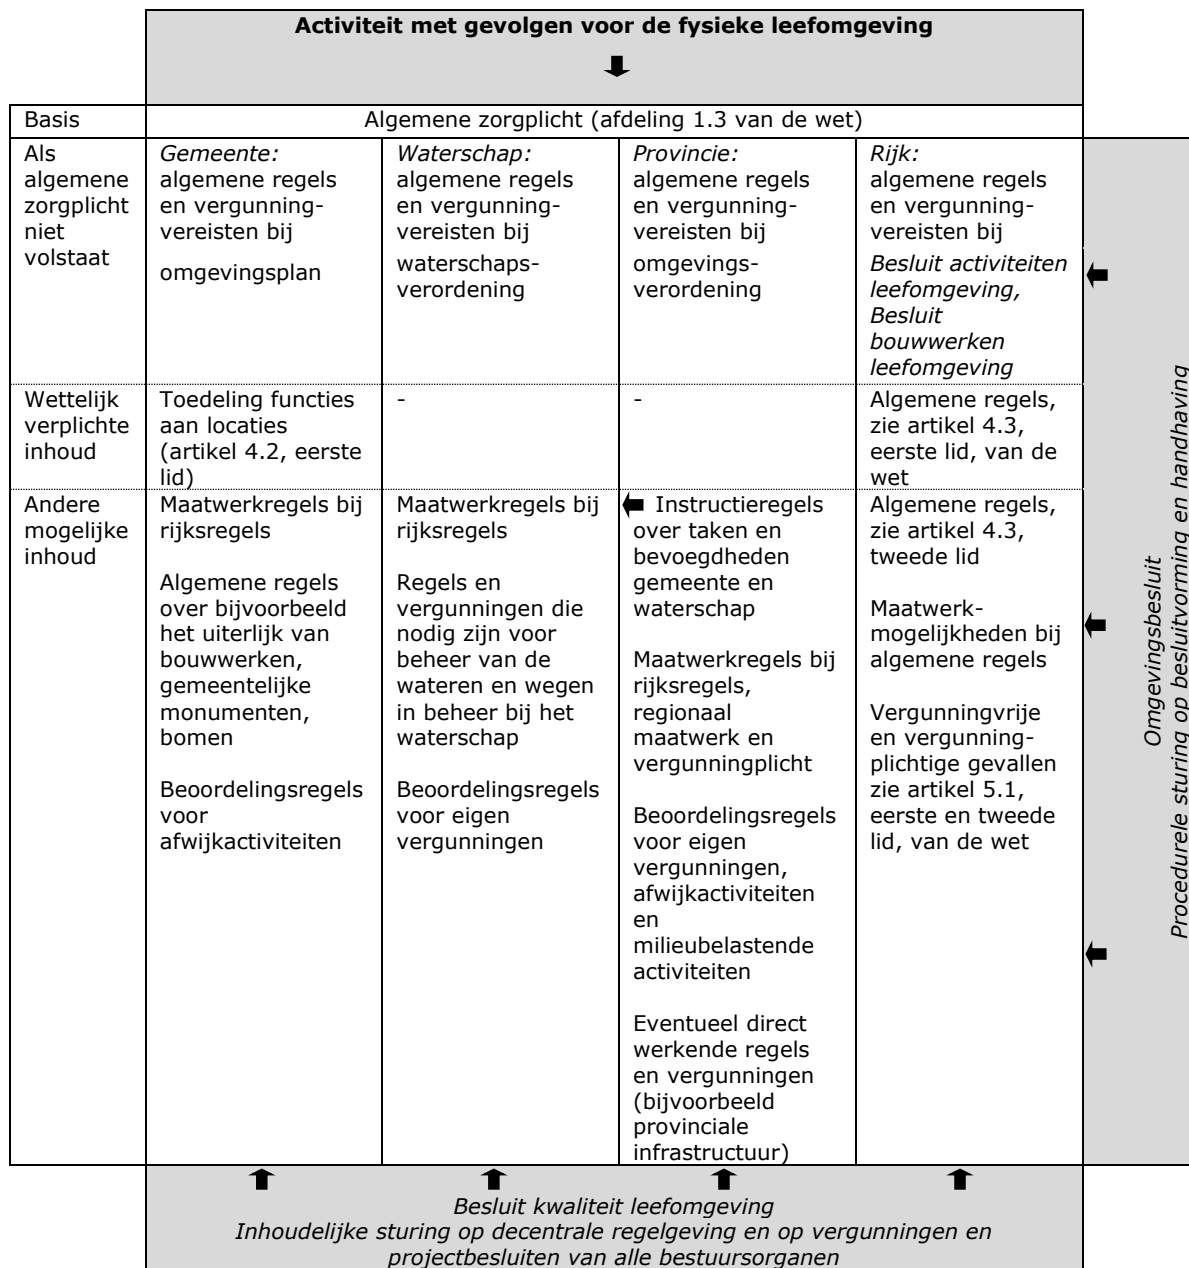 Activiteit met gevolgen voor de fysieke leefomgeving
Basis
Algemene zorgplicht (afdeling 1.3 van de wet)
Als
algemene
zorgplicht
niet
volstaat
Gemeente:
algemene regels
en vergunning-
vereisten bij
omgevingsplan
Waterschap:
algemene regels
en vergunning-
vereisten bij
waterschaps-
verordening
Provincie:
algemene regels
en vergunning-
vereisten bij
omgevings-
verordening
Rijk:
algemene regels
en vergunning-
vereisten bij
Besluit activiteiten
leefomgeving,
Besluit
bouwwerken
leefomgeving
Wettelijk
verplichte
inhoud
Toedeling functies
aan locaties
(artikel 4.2, eerste
lid)
-
-
Algemene regels,
zie artikel 4.3,
eerste lid, van de
wet
Andere
mogelijke
inhoud
Maatwerkregels bij
rijksregels
Algemene regels
over bijvoorbeeld
het uiterlijk van
bouwwerken,
gemeentelijke
monumenten,
bomen
Beoordelingsregels
voor
afwijkactiviteiten
Maatwerkregels bij
rijksregels
Regels en
vergunningen die
nodig zijn voor
beheer van de
wateren en wegen
in beheer bij het
waterschap
Beoordelingsregels
voor eigen
vergunningen
Instructieregels
over taken en
bevoegdheden
gemeente en
waterschap
Maatwerkregels bij
rijksregels,
regionaal
maatwerk en
vergunningplicht
Beoordelingsregels
voor eigen
vergunningen,
afwijkactiviteiten
en
milieubelastende
activiteiten
Eventueel direct
werkende regels
en vergunningen
(bijvoorbeeld
provinciale
infrastructuur)
Algemene regels,
zie artikel 4.3,
tweede lid
Maatwerk-
mogelijkheden bij
algemene regels
Vergunningvrije
en vergunning-
plichtige gevallen
zie artikel 5.1,
eerste en tweede
lid, van de wet
Omgevingsbesluit
Procedurele sturing op besluitvorming en handhaving
Besluit kwaliteit leefomgeving
Inhoudelijke sturing op decentrale regelgeving en op vergunningen en
projectbesluiten van alle bestuursorganen